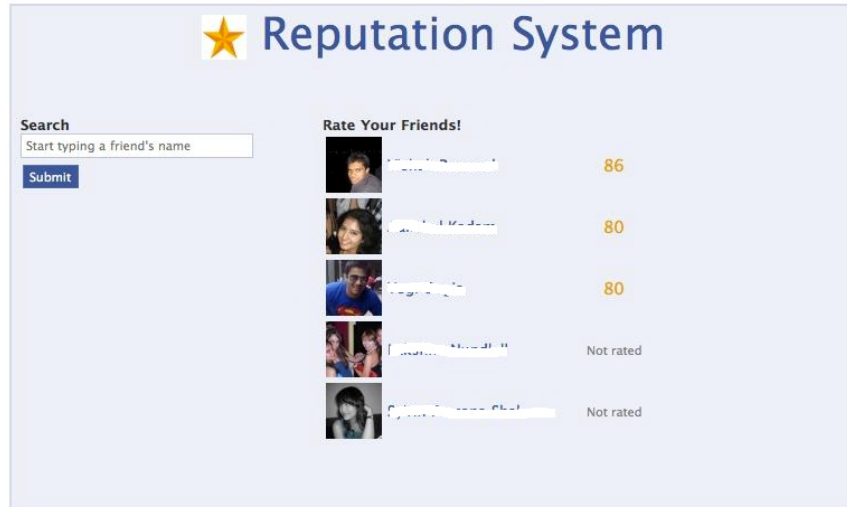 Reputation System
Search
Start typing a friend's name
Submit
Rate Your Friends!
86
80
80
Not rated
Not rated